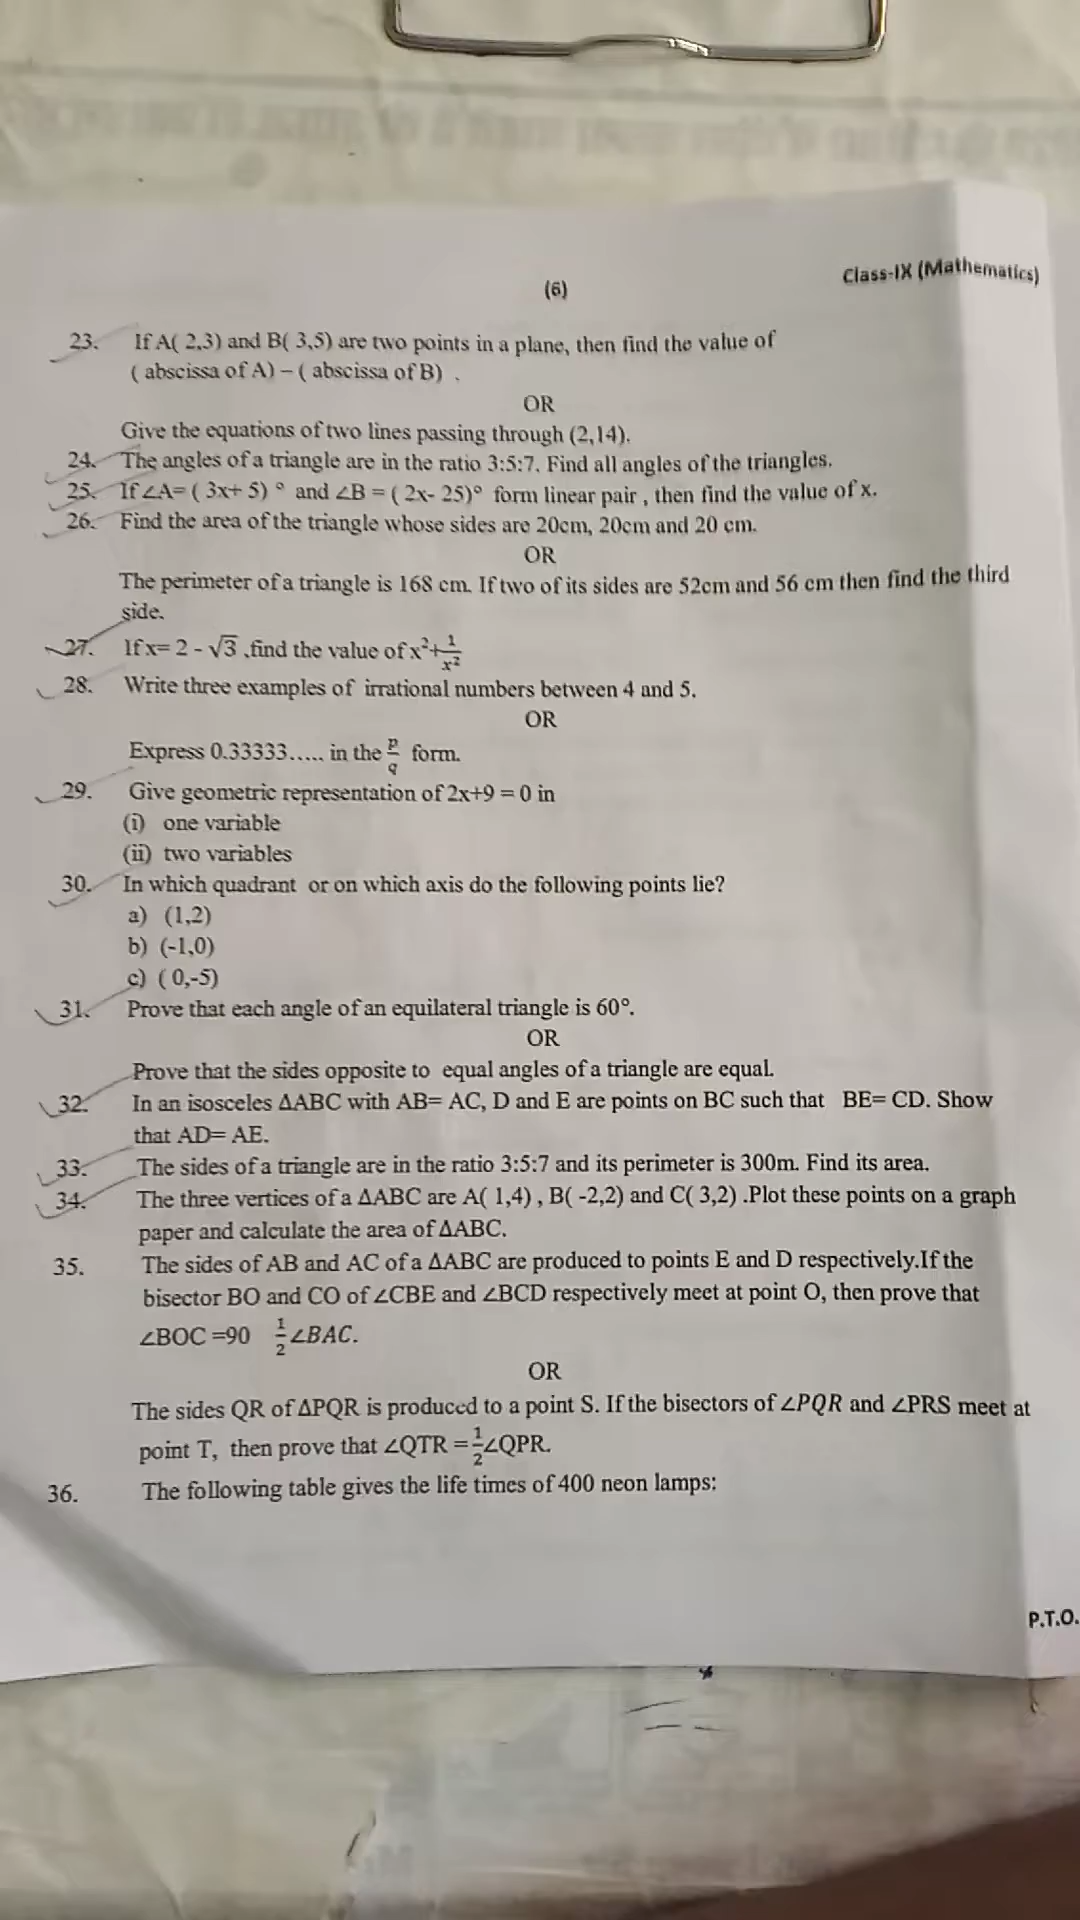 Class-IX (Mathematics)
(6)
23. If A( 2,3) and B( 3,5) are two points in a plane, then find the value of
( abscissa of A) – ( abscissa of B) .
OR
Give the equations of two lines passing through (2,14).
24. The angles of a triangle are in the ratio 3:5:7. Find all angles of the triangles.
25. If ∠A= ( 3x+ 5) ° and ∠B = ( 2x- 25)° form linear pair , then find the value of x.
26. Find the area of the triangle whose sides are 20cm, 20cm and 20 cm.
OR
The perimeter of a triangle is 168 cm. If two of its sides are 52cm and 56 cm then find the third
side.
27. If x= 2 - √3 ,find the value of x²+1/x²
28. Write three examples of irrational numbers between 4 and 5.
OR
Express 0.33333..... in the p/q form.
29. Give geometric representation of 2x+9 = 0 in
(i) one variable
(ii) two variables
30. In which quadrant or on which axis do the following points lie?
a) (1,2)
b) (-1,0)
c) ( 0,-5)
31. Prove that each angle of an equilateral triangle is 60°.
OR
Prove that the sides opposite to equal angles of a triangle are equal.
32. In an isosceles ΔABC with AB= AC, D and E are points on BC such that BE= CD. Show
that AD= AE.
33. The sides of a triangle are in the ratio 3:5:7 and its perimeter is 300m. Find its area.
34. The three vertices of a ΔABC are A( 1,4) , B( -2,2) and C( 3,2) .Plot these points on a graph
paper and calculate the area of ΔABC.
35. The sides of AB and AC of a ΔABC are produced to points E and D respectively.If the
bisector BO and CO of ∠CBE and ∠BCD respectively meet at point O, then prove that
∠BOC =90 1/2∠BAC.
OR
The sides QR of ΔPQR is produced to a point S. If the bisectors of ∠PQR and ∠PRS meet at
point T, then prove that ∠QTR =1/2∠QPR.
36. The following table gives the life times of 400 neon lamps:
P.T.O.